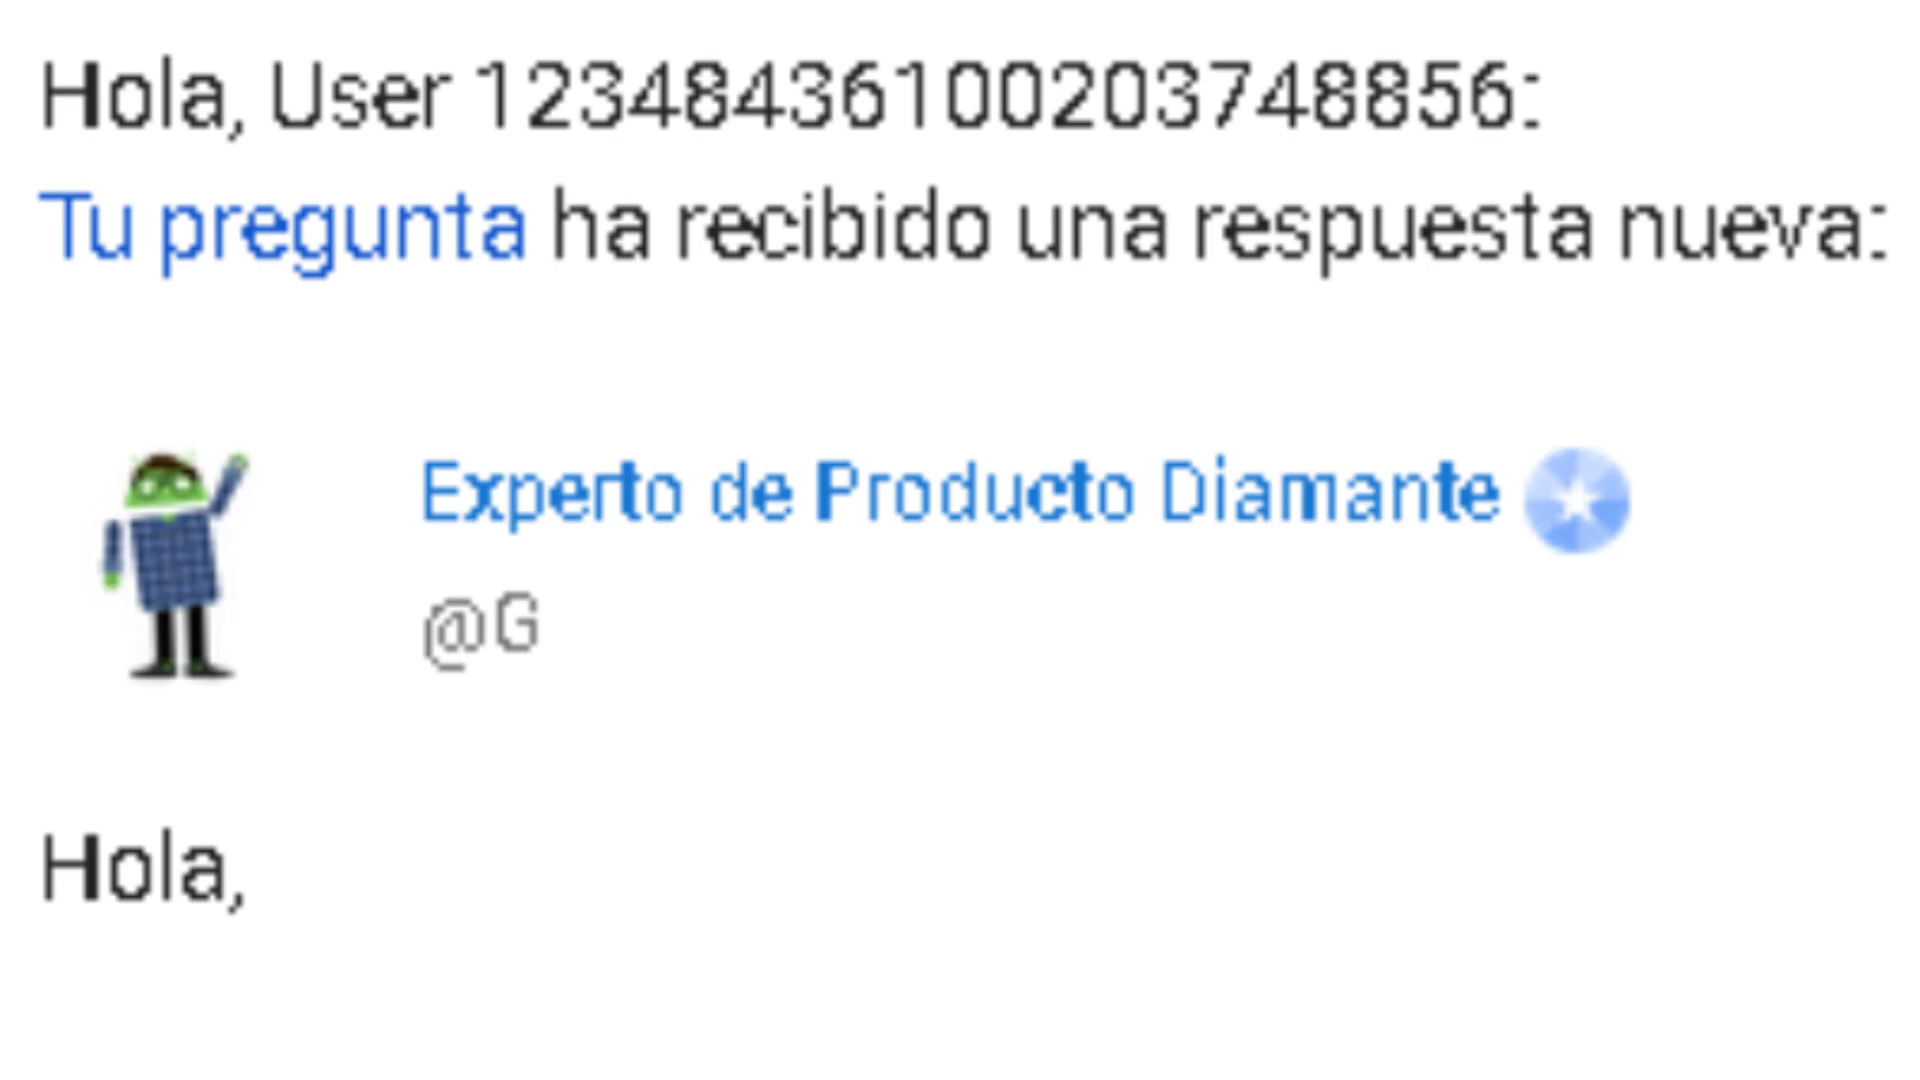 Hola, User 12348436100203748856:
Tu pregunta ha recibido una respuesta nueva:
Experto de Producto Diamante
@G
Hola,